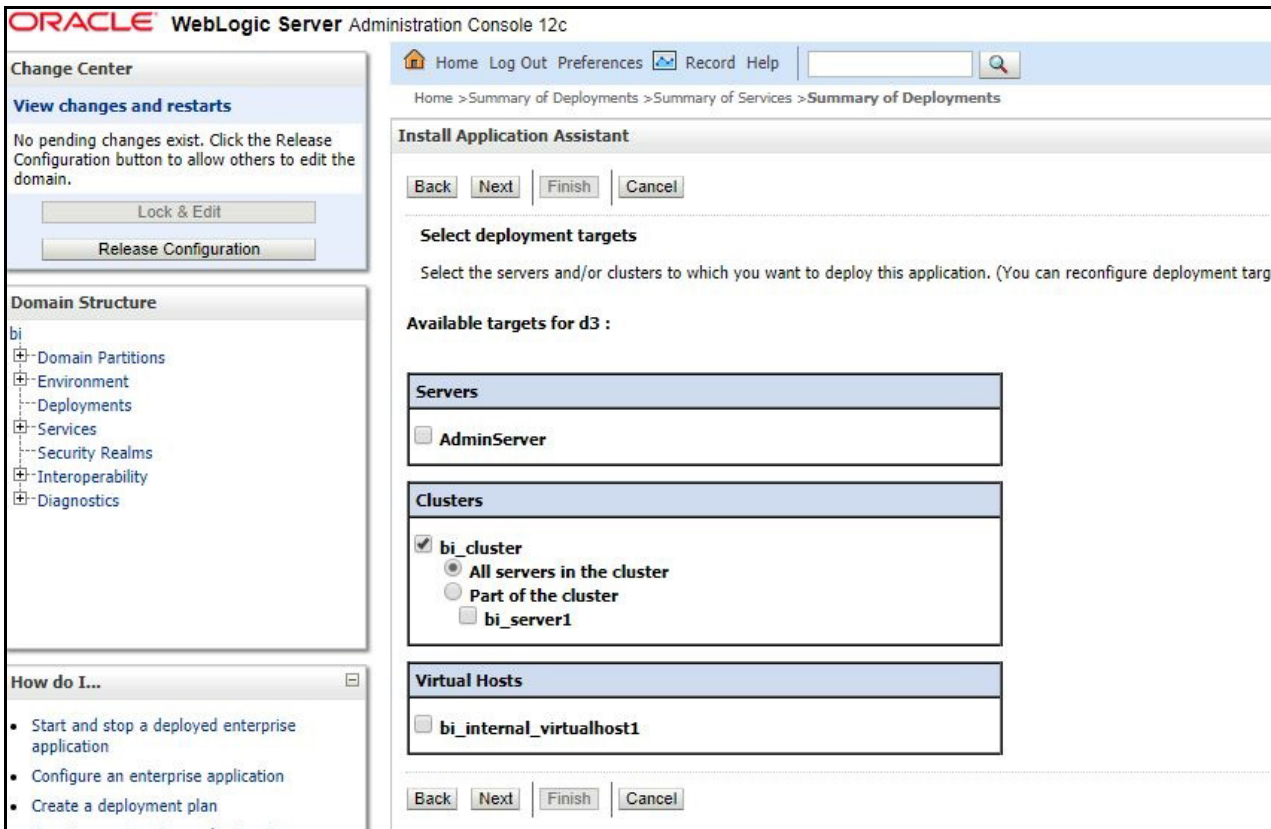 ORACLE WebLogic Server Administration Console 12c
Change Center
View changes and restarts
No pending changes exist. Click the Release
Configuration button to allow others to edit the
domain.
Lock & Edit
Release Configuration
Domain Structure
bi
Domain Partitions
Environment
Deployments
Services
Security Realms
Interoperability
Diagnostics
How do I...
Start and stop a deployed enterprise
application
Configure an enterprise application
Create a deployment plan
Home Log Out Preferences Record Help
Home >Summary of Deployments >Summary of Services >Summary of Deployments
Install Application Assistant
Back Next Finish Cancel
Select deployment targets
Select the servers and/or clusters to which you want to deploy this application. (You can reconfigure deployment targ
Available targets for d3 :
Servers
AdminServer
Clusters
bi_cluster
All servers in the cluster
Part of the cluster
bi_server1
Virtual Hosts
bi_internal_virtualhost1
Back Next Finish Cancel